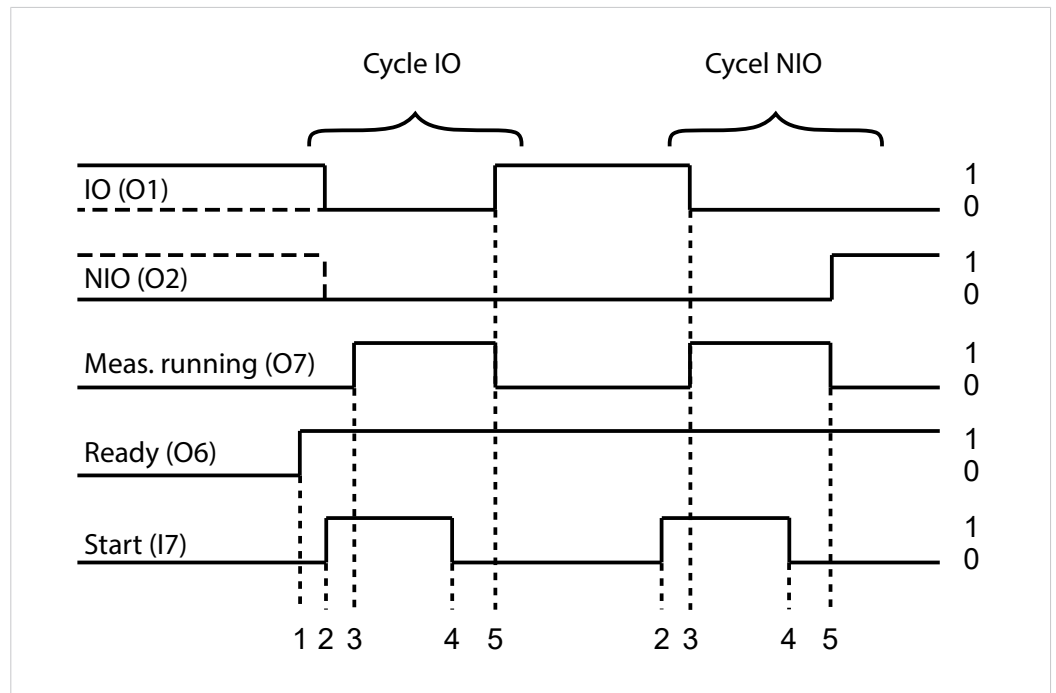 Cycle IO Cycel NIO
IO (O1) 1
0
NIO (O2) 1
0
Meas. running (O7) 1
0
Ready (O6) 1
0
Start (I7) 1
0
1 2 3 4 5 2 3 4 5